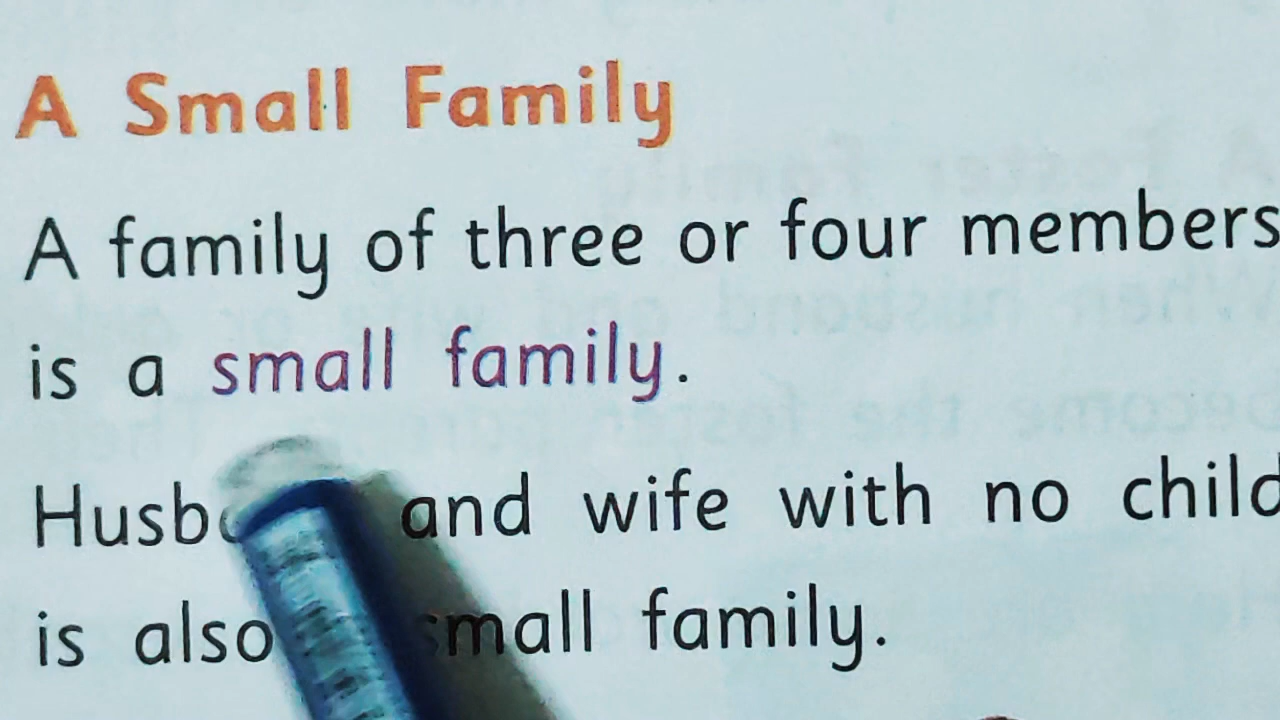 A Small Family
A family of three or four members
is a small family.
and wife with no child
is also small family.